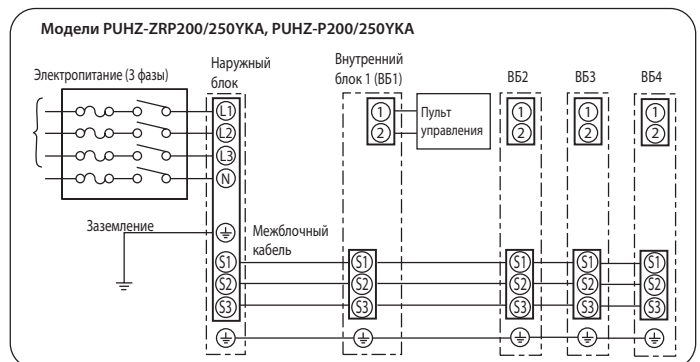 Модели PUHZ-ZRP200/250YKA, PUHZ-P200/250YKA
Электропитание (3 фазы)
Наружный
блок
Внутренний
блок 1 (ВБ1)
ВБ2
ВБ3
ВБ4
L1
L2
L3
N
1
2
Пульт
управления
1
2
1
2
1
2
Заземление
Межблочный
кабель
S1
S2
S3
S1
S2
S3
S1
S2
S3
S1
S2
S3
S1
S2
S3